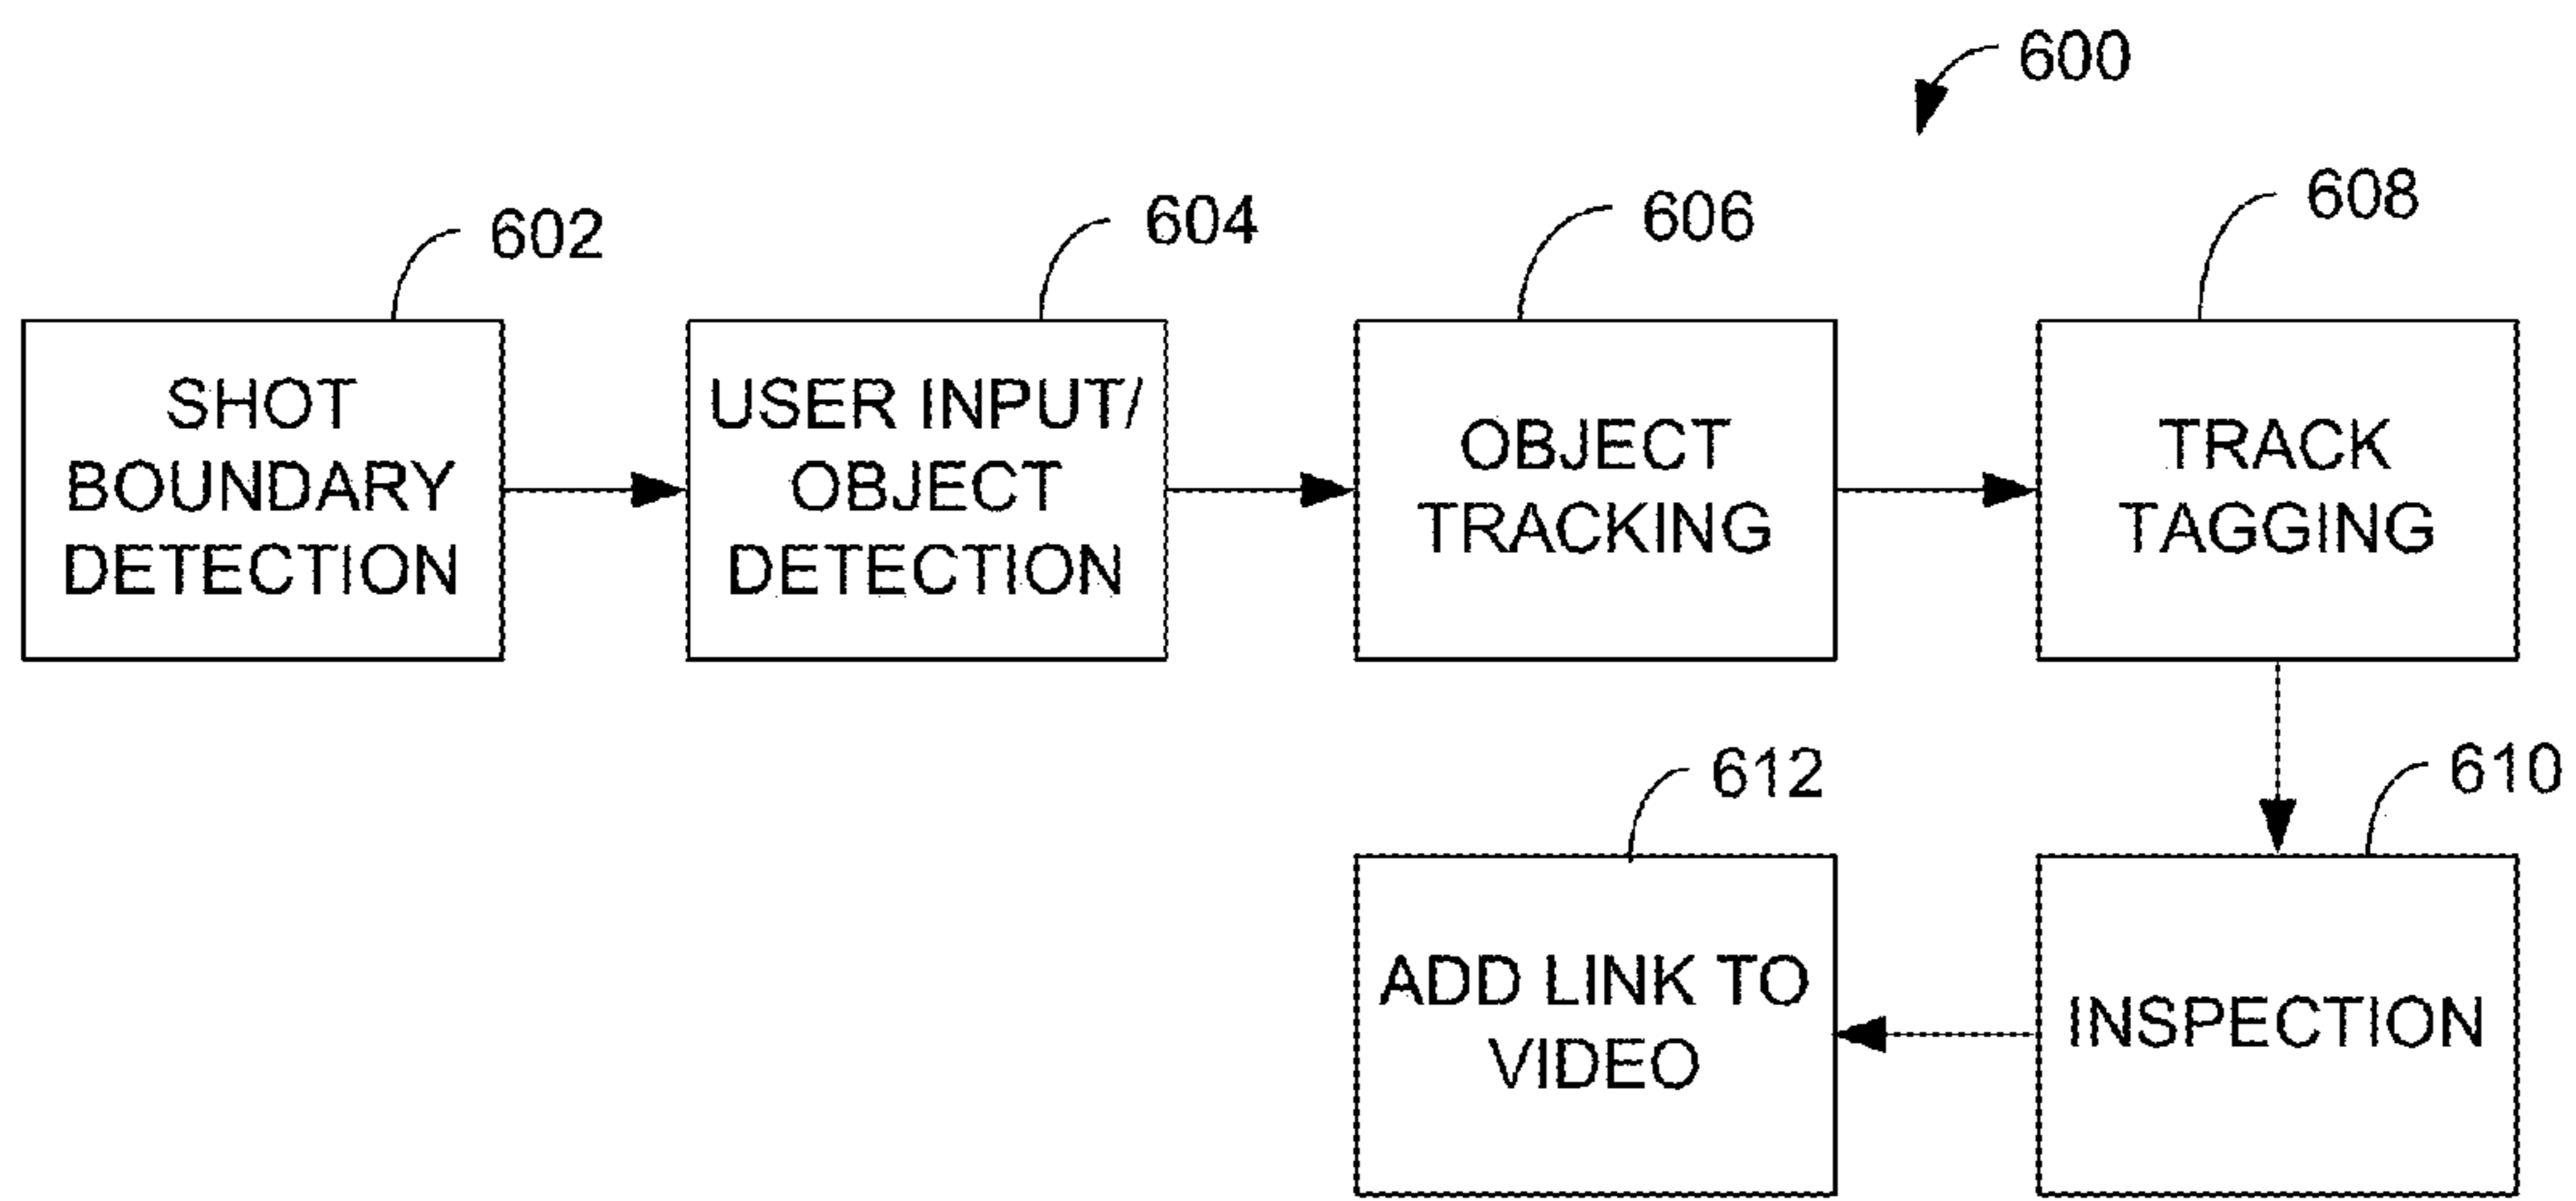 600
602
604
606
608
SHOT
BOUNDARY
DETECTION
USER INPUT/
OBJECT
DETECTION
OBJECT
TRACKING
TRACK
TAGGING
612
610
ADD LINK TO
VIDEO
INSPECTION